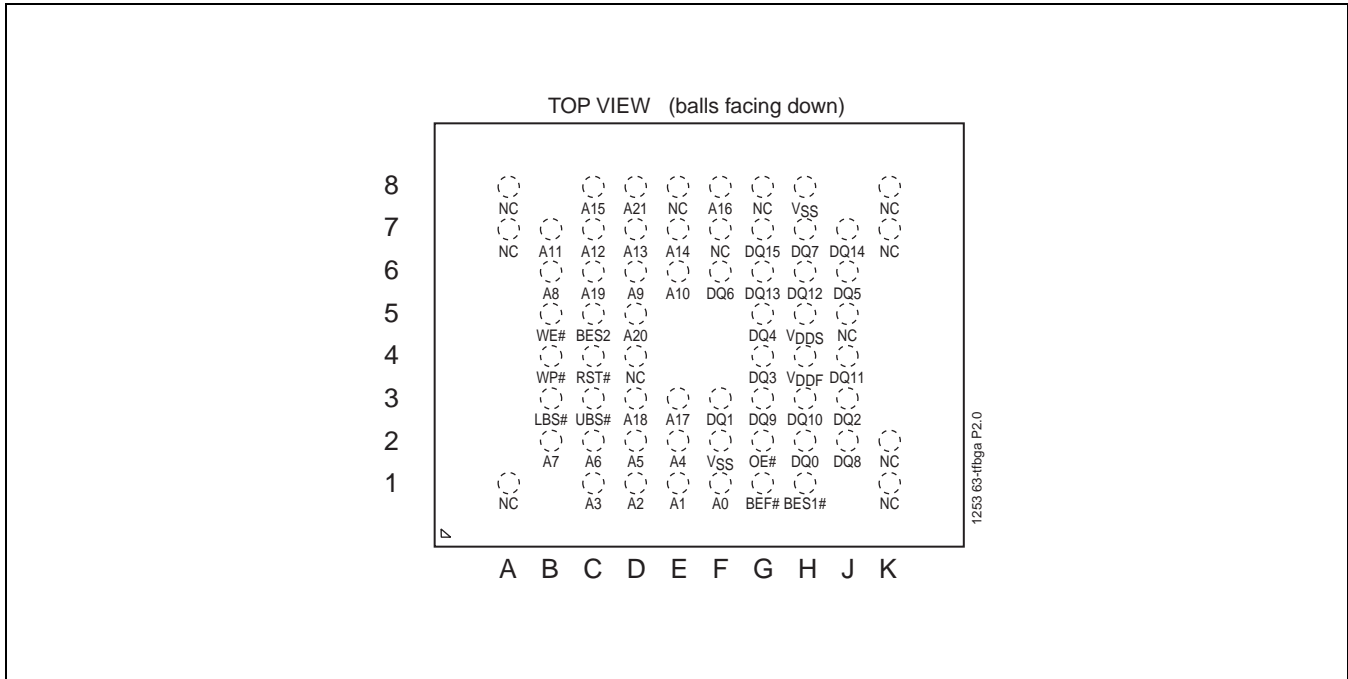 TOP VIEW (balls facing down)
8
NC A15 A21 NC A16 NC VSS NC
7
NC A11 A12 A13 A14 NC DQ15 DQ7 DQ14 NC
6
A8 A19 A9 A10 DQ6 DQ13 DQ12 DQ5
5
WE# BES2 A20 DQ4 VDDS NC
4
WP# RST# NC DQ3 VDDF DQ11
3
LBS# UBS# A18 A17 DQ1 DQ9 DQ10 DQ2
2
A7 A6 A5 A4 VSS OE# DQ0 DQ8 NC
1
NC A3 A2 A1 A0 BEF# BES1# NC
A B C D E F G H J K
1253 63-tfbga P2.0